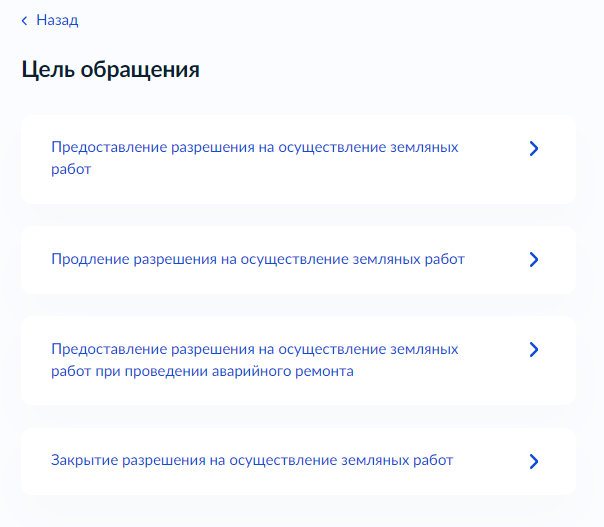 Назад
Цель обращения
Предоставление разрешения на осуществление земляных
работ
Продление разрешения на осуществление земляных работ
Предоставление разрешения на осуществление земляных
работ при проведении аварийного ремонта
Закрытие разрешения на осуществление земляных работ